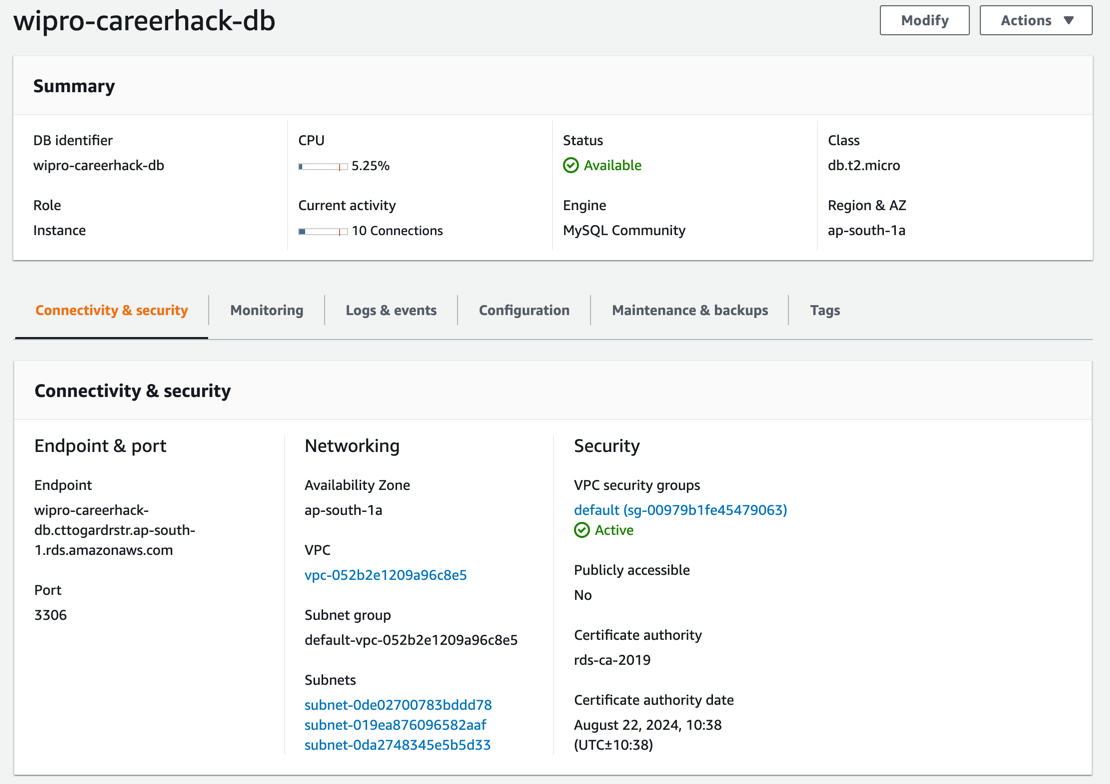 wipro-careerhack-db
Modify
Actions
Summary
DB identifier
wipro-careerhack-db
CPU
5.25%
Status
Available
Class
db.t2.micro
Role
Instance
Current activity
10 Connections
Engine
MySQL Community
Region & AZ
ap-south-1a
Connectivity & security
Monitoring
Logs & events
Configuration
Maintenance & backups
Tags
Connectivity & security
Endpoint & port
Endpoint
wipro-careerhack-
db.cttogardrstr.ap-south-
1.rds.amazonaws.com
Port
3306
Networking
Availability Zone
ap-south-1a
VPC
vpc-052b2e1209a96c8e5
Subnet group
default-vpc-052b2e1209a96c8e5
Subnets
subnet-0de02700783bddd78
subnet-019ea876096582aaf
subnet-0da2748345e5b5d33
Security
VPC security groups
default (sg-00979b1fe45479063)
Active
Publicly accessible
No
Certificate authority
rds-ca-2019
Certificate authority date
August 22, 2024, 10:38
(UTC±10:38)